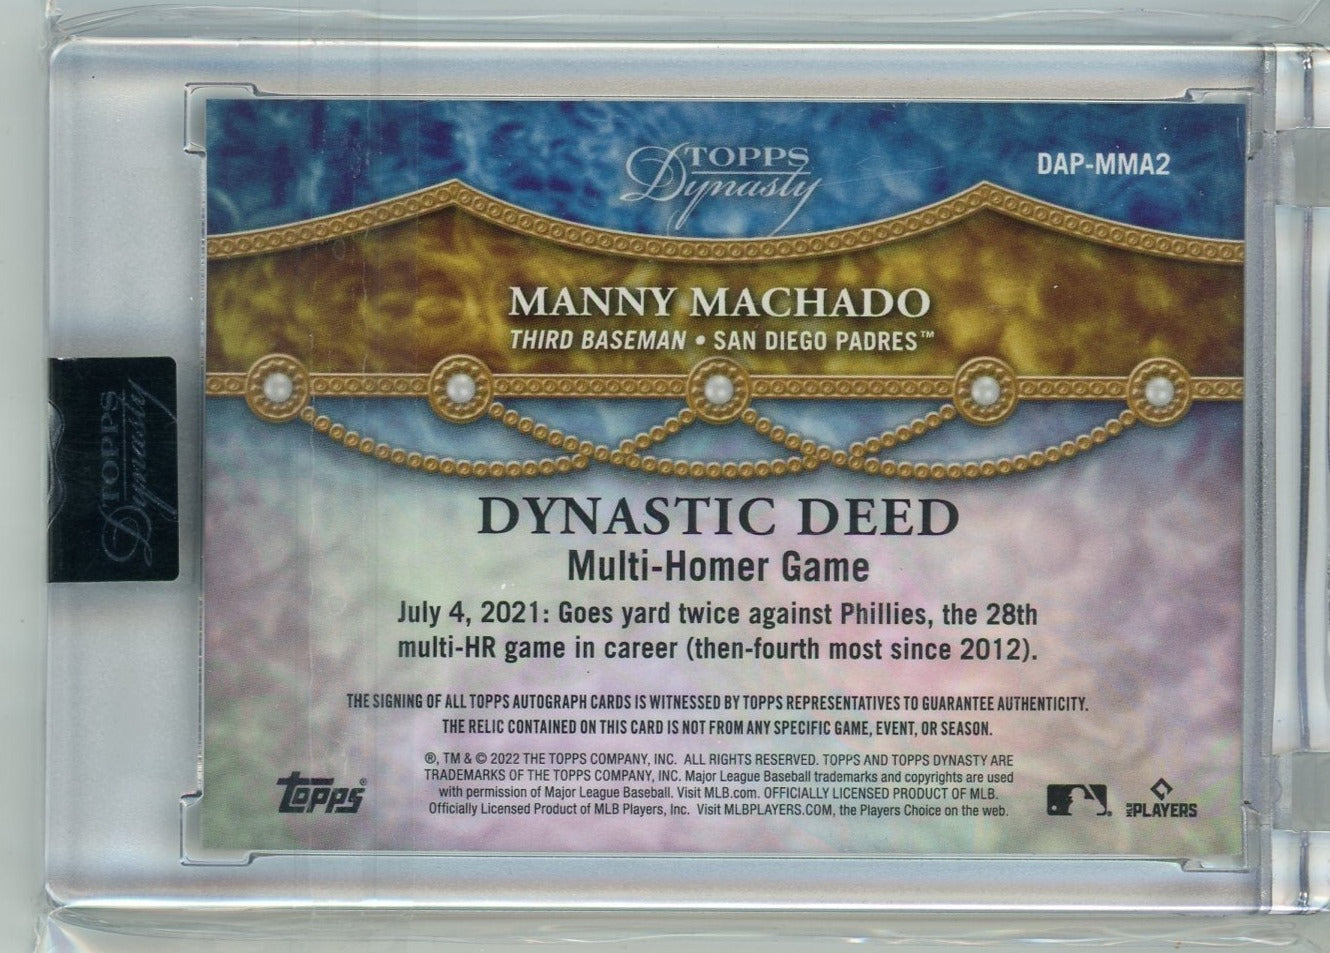 TOPPS
Dynasty
DAP-MMA2
MANNY MACHADO
THIRD BASEMAN • SAN DIEGO PADRES™
TOPPS
Dynasty
DYNASTIC DEED
Multi-Homer Game
July 4, 2021: Goes yard twice against Phillies, the 28th
multi-HR game in career (then-fourth most since 2012).
THE SIGNING OF ALL TOPPS AUTOGRAPH CARDS IS WITNESSED BY TOPPS REPRESENTATIVES TO GUARANTEE AUTHENTICITY.
THE RELIC CONTAINED ON THIS CARD IS NOT FROM ANY SPECIFIC GAME, EVENT, OR SEASON.
®, TM & © 2022 THE TOPPS COMPANY, INC. ALL RIGHTS RESERVED. TOPPS AND TOPPS DYNASTY ARE
TRADEMARKS OF THE TOPPS COMPANY, INC. Major League Baseball trademarks and copyrights are used
with permission of Major League Baseball. Visit MLB.com. OFFICIALLY LICENSED PRODUCT OF MLB.
Officially Licensed Product of MLB Players, Inc. Visit MLBPLAYERS.COM, the Players Choice on the web.
Topps®
MLB PLAYERS